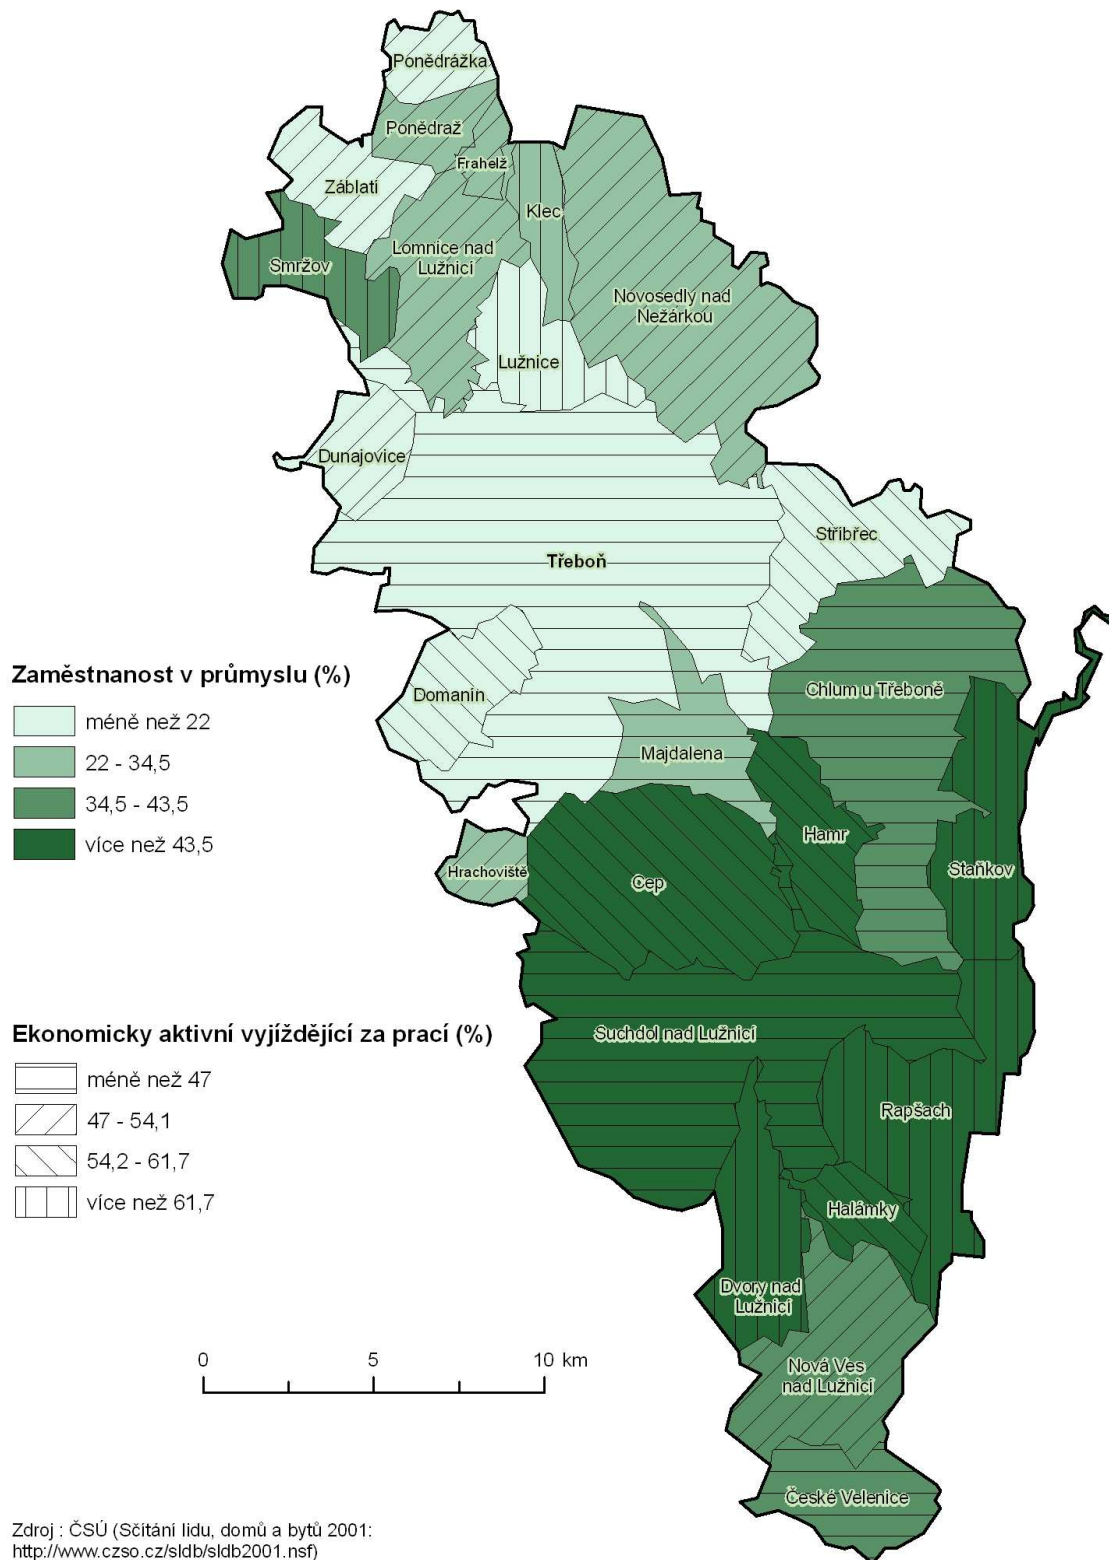 Ponědrážka
Ponědraž
Frahelž
Záblatí
Klec
Lomnice nad
Lužnicí
Smržov
Novosedly nad
Nežárkou
Lužnice
Dunajovice
Stříbřec
Třeboň
Zaměstnanost v průmyslu (%)
méně než 22
22 - 34,5
34,5 - 43,5
více než 43,5
Domanín
Chlum u Třeboně
Majdalena
Hamr
Hrachoviště
Cep
Staňkov
Ekonomicky aktivní vyjíždějící za prací (%)
méně než 47
47 - 54,1
54,2 - 61,7
více než 61,7
Suchdol nad Lužnicí
Rapšach
Halámky
Dvory nad
Lužnicí
0 5 10 km
Nová Ves
nad Lužnicí
České Velenice
Zdroj : ČSÚ (Sčítání lidu, domů a bytů 2001:
http://www.czso.cz/sldb/sldb2001.nsf)